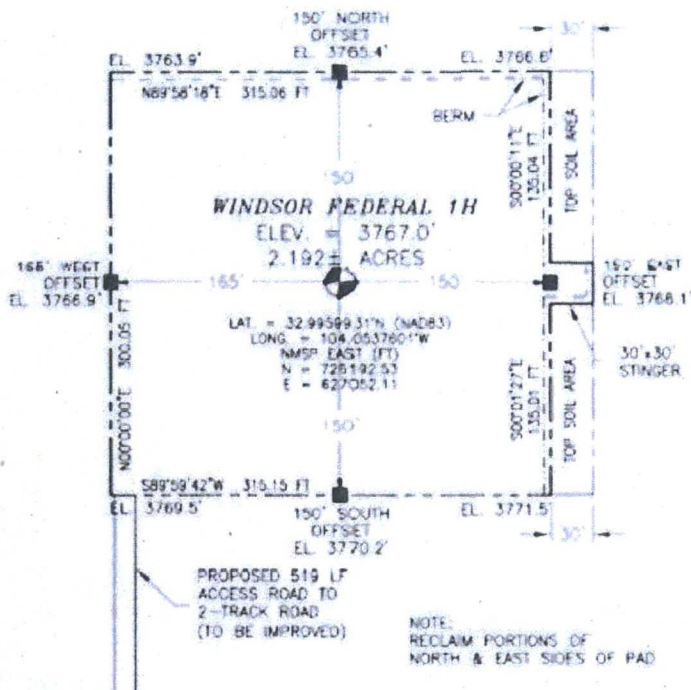 150' NORTH
OFFSET
EL. 3765.4'
30'
EL. 3763.9'
EL. 3766.6'
N89°58'18"E 315.06 FT
BERM
S00°00'11"E
135.04 FT
TOP SOIL AREA
150'
WINDSOR FEDERAL 1H
ELEV. = 3767.0'
2.192± ACRES
165' WEST
OFFSET
EL. 3766.9'
165'
150'
150' EAST
OFFSET
EL. 3768.1'
LAT. = 32.9959931°N (NAD83)
LONG. = 104.0537601°W
NMSP EAST (FT)
N = 726192.53
E = 627052.11
30'x30'
STINGER
N00°00'00"E 300.05 FT
S00°01'27"E
135.01 FT
TOP SOIL AREA
150'
S89°59'42"W 315.15 FT
EL. 3769.5'
150' SOUTH
OFFSET
EL. 3770.2'
EL. 3771.5'
30'
PROPOSED 519 LF
ACCESS ROAD TO
2-TRACK ROAD
(TO BE IMPROVED)
NOTE:
RECLAIM PORTIONS OF
NORTH & EAST SIDES OF PAD